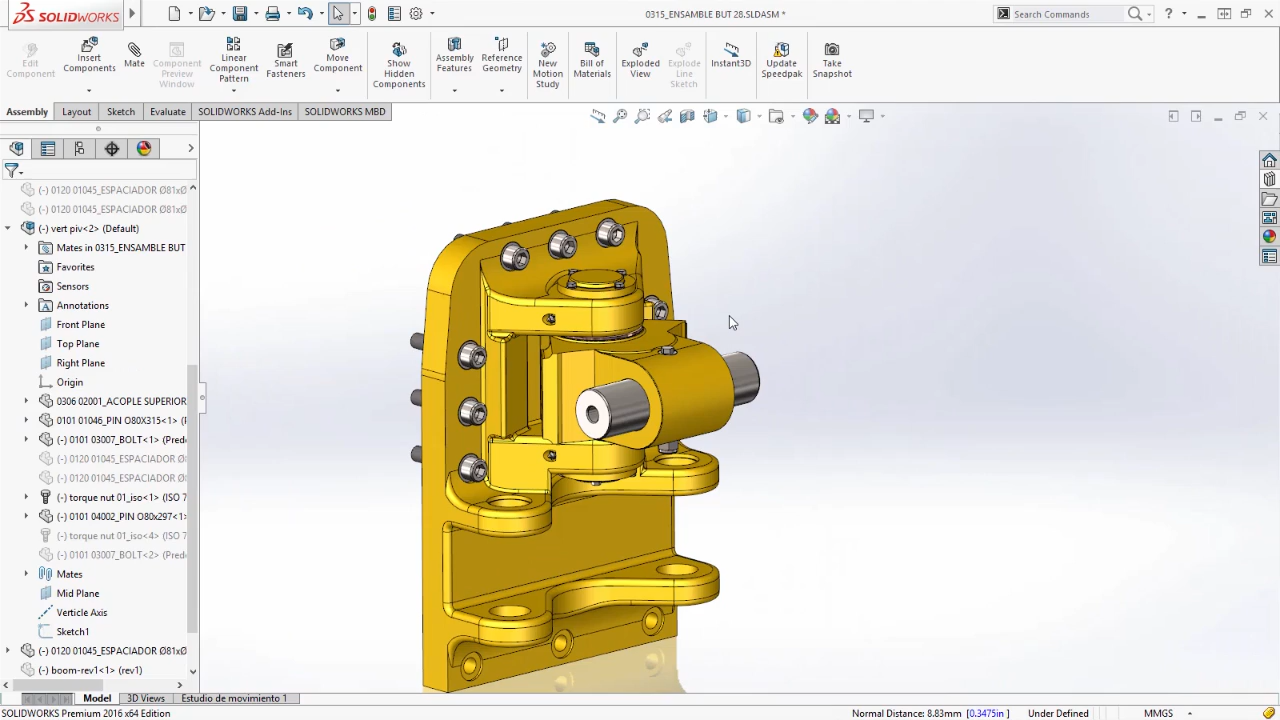 SOLIDWORKS
0315_ENSAMBLE BUT 28.SLDASM *
Search Commands
Edit Component
Insert Components
Mate
Component Preview Window
Linear Component Pattern
Smart Fasteners
Move Component
Show Hidden Components
Assembly Features
Reference Geometry
New Motion Study
Bill of Materials
Exploded View
Explode Line Sketch
Instant3D
Update Speedpak
Take Snapshot
Assembly
Layout
Sketch
Evaluate
SOLIDWORKS Add-Ins
SOLIDWORKS MBD
(-) 0120 01045_ESPACIADOR Ø81xØ
(-) 0120 01045_ESPACIADOR Ø81xØ
(-) vert piv<2> (Default)
Mates in 0315_ENSAMBLE BUT
Favorites
Sensors
Annotations
Front Plane
Top Plane
Right Plane
Origin
0306 02001_ACOPLE SUPERIOR
0101 01046_PIN O80X315<1> (P
(-) 0101 03007_BOLT<1> (Prede
(-) 0120 01045_ESPACIADOR Ø8
(-) 0120 01045_ESPACIADOR Ø8
(-) torque nut 01_iso<1> (ISO 7
(-) 0101 04002_PIN O80x297<1>
(-) torque nut 01_iso<4> (ISO 7
(-) 0101 03007_BOLT<2> (Prede
Mates
Mid Plane
Verticle Axis
Sketch1
(-) 0120 01045_ESPACIADOR Ø81xØ
(-) boom-rev1<1> (rev1)
Model
3D Views
Estudio de movimiento 1
SOLIDWORKS Premium 2016 x64 Edition
Normal Distance: 8.83mm [0.3475in ]
Under Defined
MMGS